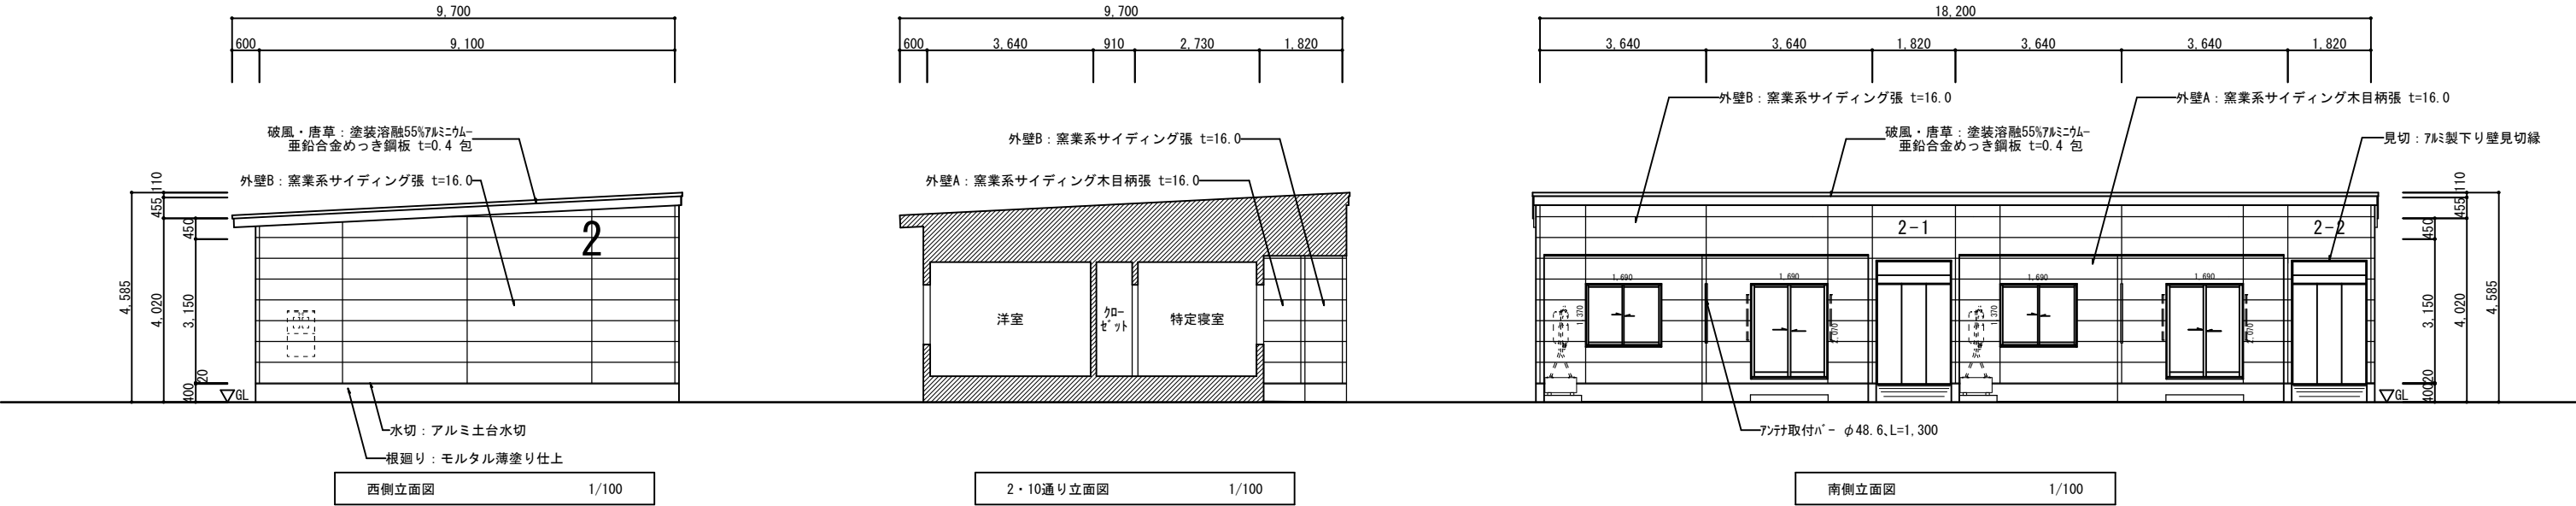 9,700
600
9,100
破風・唐草：塗装溶融55%ｱﾙﾐﾆｳﾑ-
亜鉛合金めっき鋼板 t=0.4 包
外壁B：窯業系サイディング張 t=16.0
2
4,585
4,020
110
455
450
3,150
20
400
GL
水切：アルミ土台水切
根廻り：モルタル薄塗り仕上
西側立面図 1/100
9,700
600
3,640
910
2,730
1,820
外壁B：窯業系サイディング張 t=16.0
外壁A：窯業系サイディング木目柄張 t=16.0
洋室
ｸﾛｰ
ｾﾞｯﾄ
特定寝室
2・10通り立面図 1/100
18,200
3,640
3,640
1,820
3,640
3,640
1,820
外壁B：窯業系サイディング張 t=16.0
外壁A：窯業系サイディング木目柄張 t=16.0
破風・唐草：塗装溶融55%ｱﾙﾐﾆｳﾑ-
亜鉛合金めっき鋼板 t=0.4 包
見切：ｱﾙﾐ製下り壁見切縁
2-1
2-2
1,690
1,690
1,690
1,690
1,370
2,070
1,370
2,070
110
455
450
3,150
4,020
4,585
20
400
GL
ｱﾝﾃﾅ取付ﾊﾞｰ φ48.6、L=1,300
南側立面図 1/100